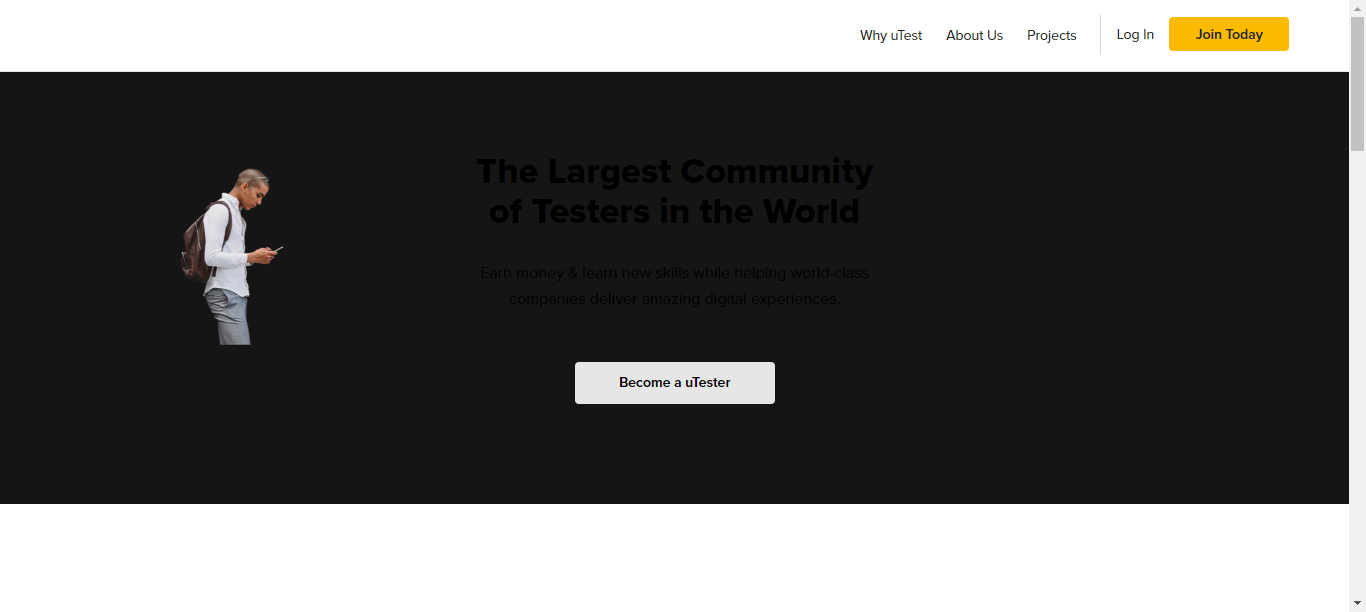 Why uTest About Us Projects Log In Join Today
The Largest Community
of Testers in the World
Earn money & learn new skills while helping world-class
companies deliver amazing digital experiences.
Become a uTester